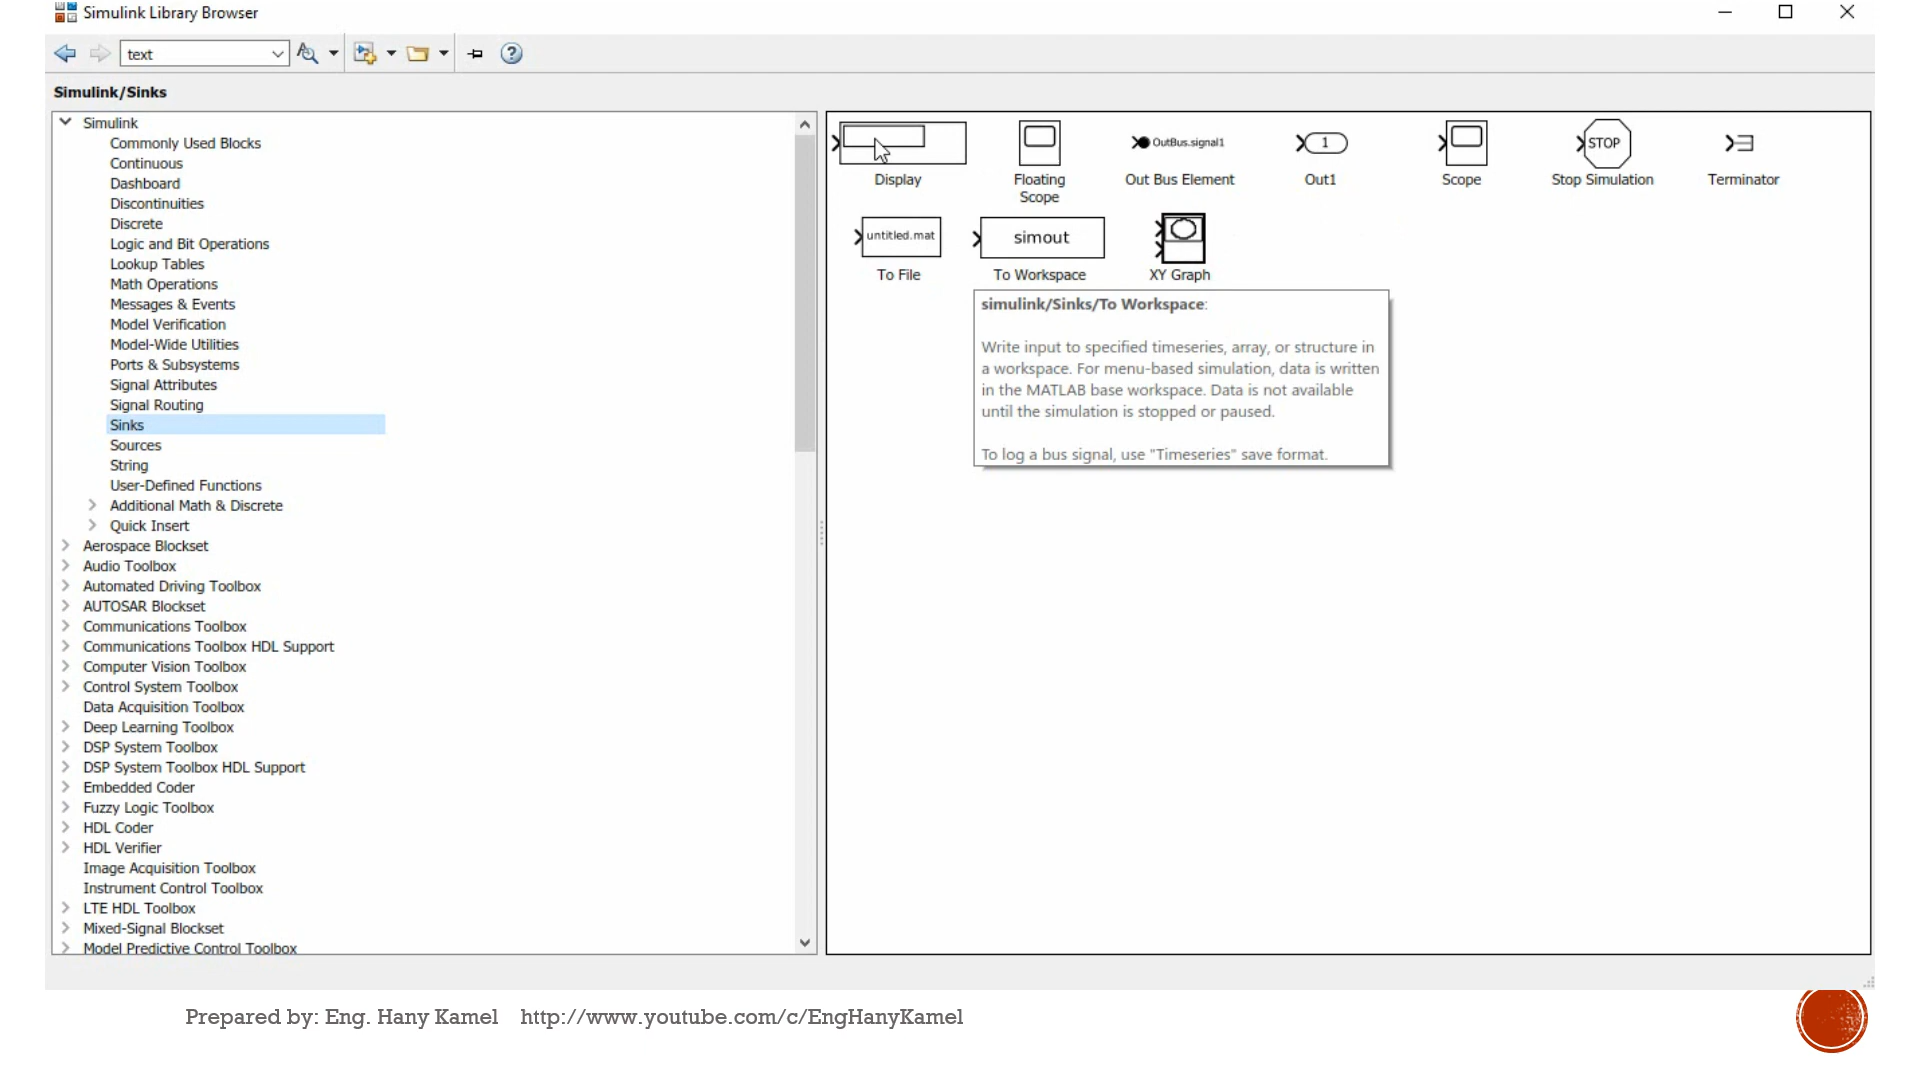 Simulink Library Browser
text
Simulink/Sinks
Simulink
Commonly Used Blocks
Continuous
Dashboard
Discontinuities
Discrete
Logic and Bit Operations
Lookup Tables
Math Operations
Messages & Events
Model Verification
Model-Wide Utilities
Ports & Subsystems
Signal Attributes
Signal Routing
Sinks
Sources
String
User-Defined Functions
Additional Math & Discrete
Quick Insert
Aerospace Blockset
Audio Toolbox
Automated Driving Toolbox
AUTOSAR Blockset
Communications Toolbox
Communications Toolbox HDL Support
Computer Vision Toolbox
Control System Toolbox
Data Acquisition Toolbox
Deep Learning Toolbox
DSP System Toolbox
DSP System Toolbox HDL Support
Embedded Coder
Fuzzy Logic Toolbox
HDL Coder
HDL Verifier
Image Acquisition Toolbox
Instrument Control Toolbox
LTE HDL Toolbox
Mixed-Signal Blockset
Model Predictive Control Toolbox
OutBus.signal1
1
STOP
Display
Floating
Scope
Out Bus Element
Out1
Scope
Stop Simulation
Terminator
untitled.mat
simout
To File
To Workspace
XY Graph
simulink/Sinks/To Workspace:
Write input to specified timeseries, array, or structure in
a workspace. For menu-based simulation, data is written
in the MATLAB base workspace. Data is not available
until the simulation is stopped or paused.
To log a bus signal, use "Timeseries" save format.
Prepared by: Eng. Hany Kamel http://www.youtube.com/c/EngHanyKamel